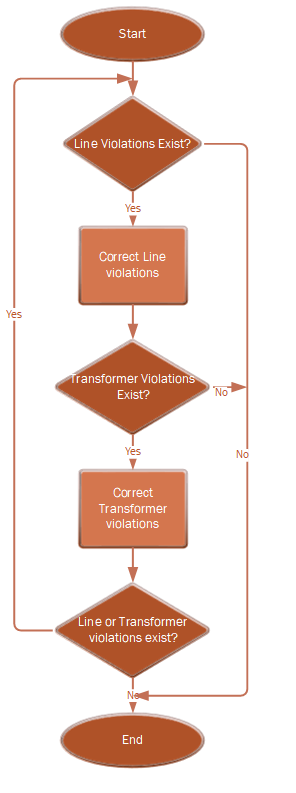 Start
Line Violations Exist?
Yes
Correct Line
violations
Yes
Transformer Violations
Exist?
No
Yes
No
Correct
Transformer
violations
Line or Transformer
violations exist?
No
End